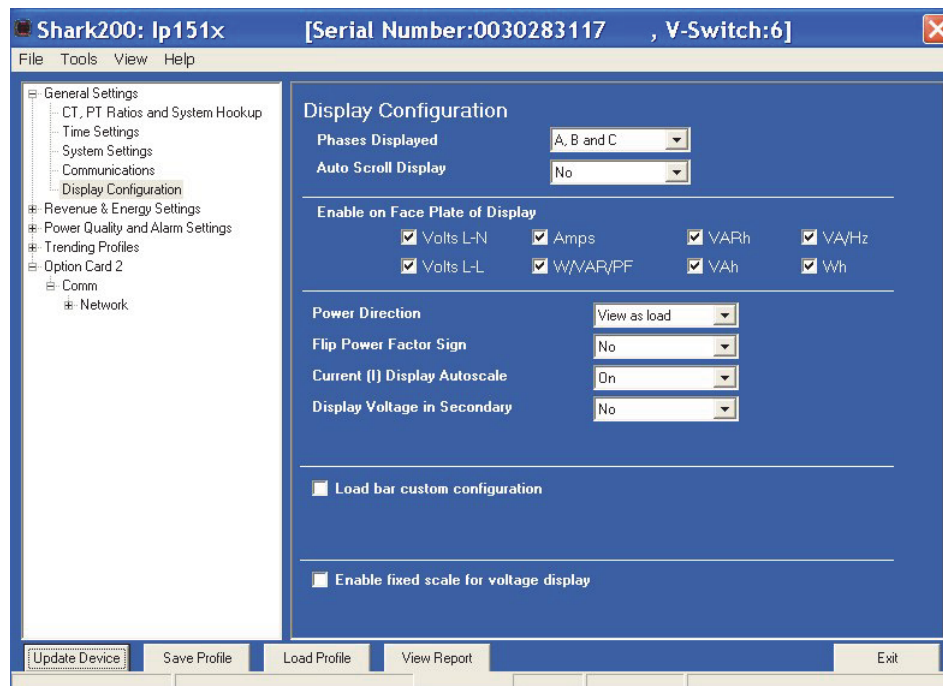 Shark200: Ip151x [Serial Number:0030283117 , V-Switch:6]
File Tools View Help
General Settings
CT, PT Ratios and System Hookup
Time Settings
System Settings
Communications
Display Configuration
Revenue & Energy Settings
Power Quality and Alarm Settings
Trending Profiles
Option Card 2
Comm
Network
Display Configuration
Phases Displayed A, B and C
Auto Scroll Display No
Enable on Face Plate of Display
Volts L-N Amps VARh VA/Hz
Volts L-L W/VAR/PF VAh Wh
Power Direction View as load
Flip Power Factor Sign No
Current (I) Display Autoscale On
Display Voltage in Secondary No
Load bar custom configuration
Enable fixed scale for voltage display
Update Device Save Profile Load Profile View Report Exit